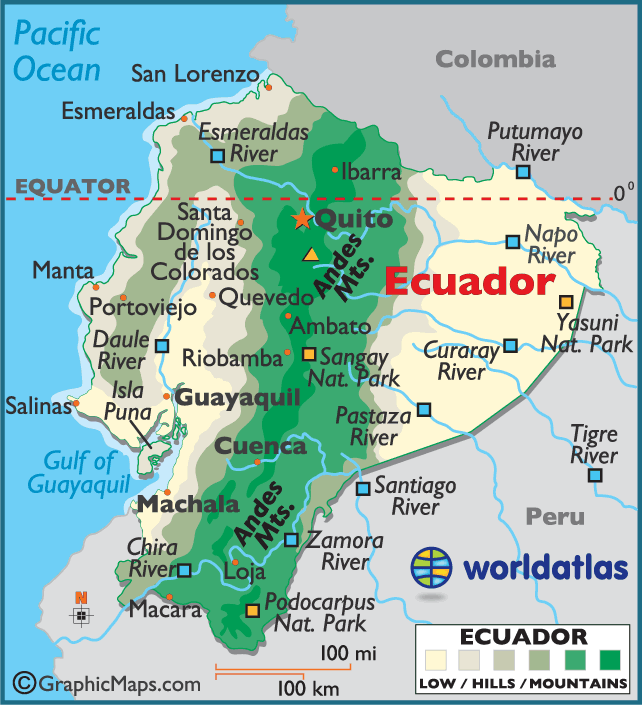 Pacific
Ocean
Colombia
San Lorenzo
Esmeraldas
Esmeraldas
River
Putumayo
River
Ibarra
EQUATOR
0°
Santa
Domingo
de los
Colorados
Quito
Napo
River
Andes
Mts.
Manta
Ecuador
Portoviejo
Quevedo
Yasuni
Nat. Park
Ambato
Daule
River
Curaray
River
Riobamba
Sangay
Nat. Park
Isla
Puna
Salinas
Guayaquil
Pastaza
River
Tigre
River
Cuenca
Gulf of
Guayaquil
Santiago
River
Machala
Andes
Mts.
Peru
Chira
River
Zamora
River
Loja
worldatlas
N
Macara
Podocarpus
Nat. Park
ECUADOR
LOW / HILLS / MOUNTAINS
100 mi
100 km
©GraphicMaps.com